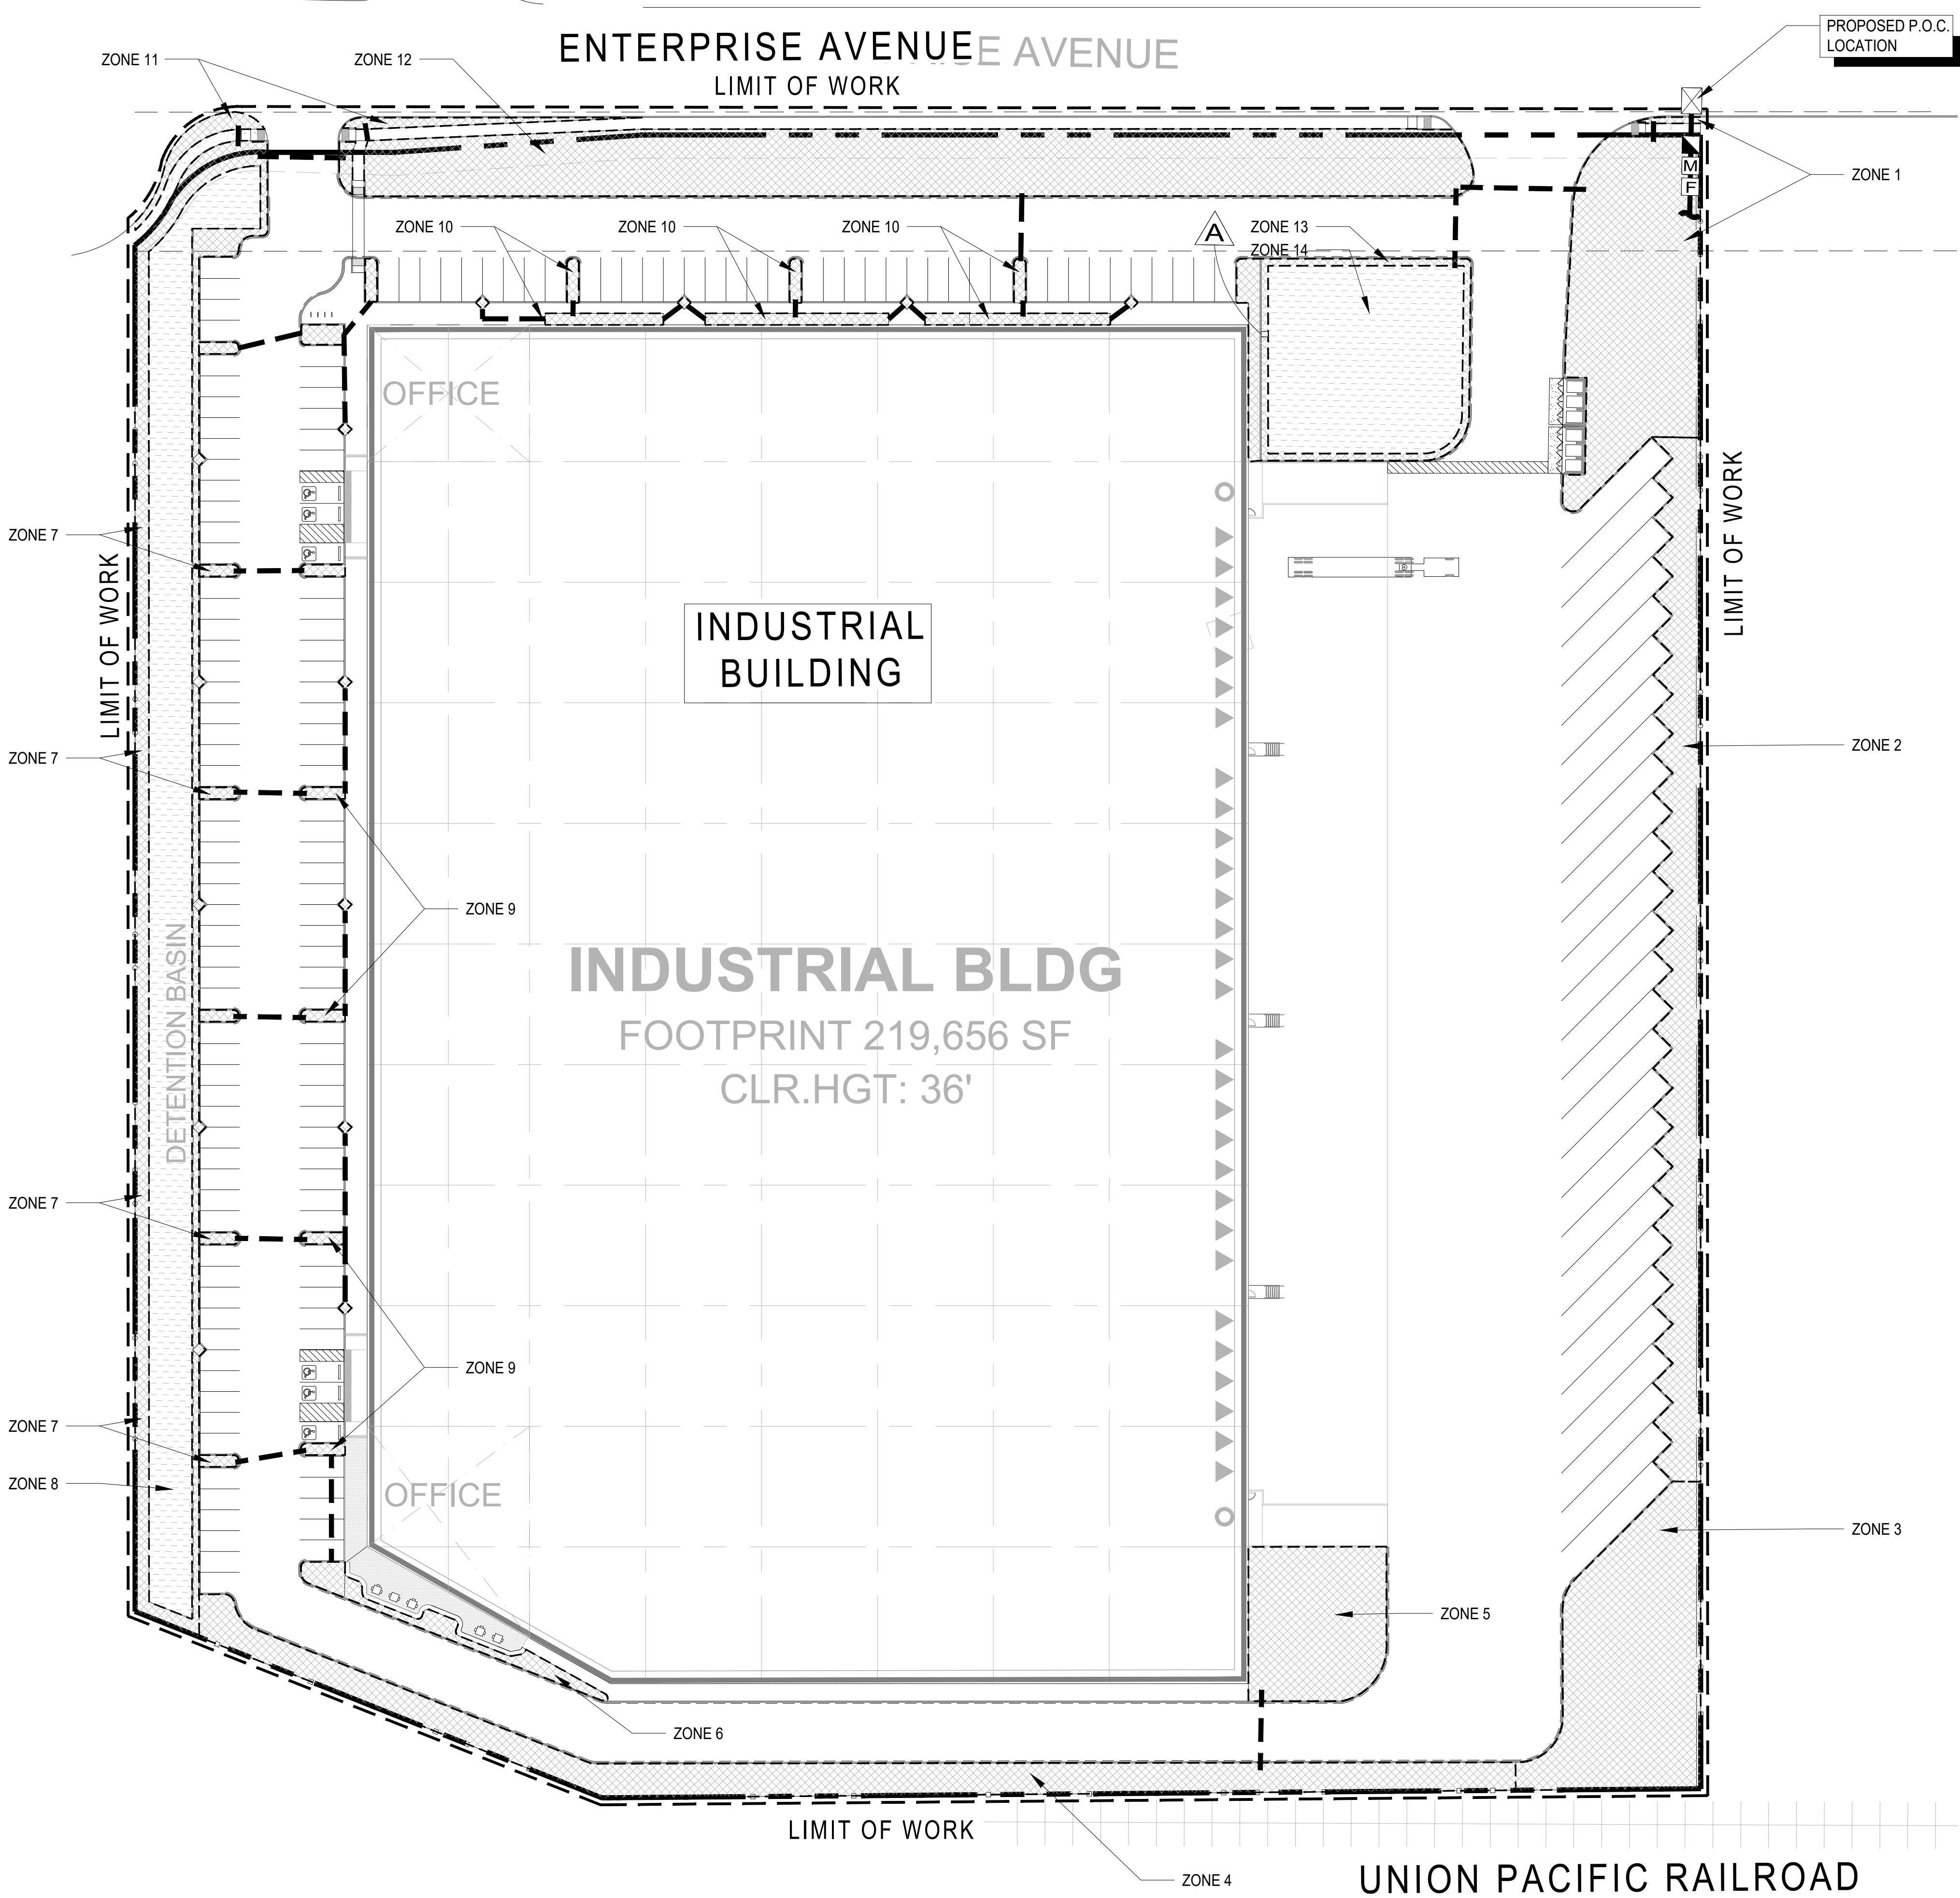 PROPOSED P.O.C.
LOCATION
ENTERPRISE AVENUE
E AVENUE
LIMIT OF WORK
ZONE 11
ZONE 12
M
F
ZONE 1
ZONE 10
ZONE 10
ZONE 10
A
ZONE 13
ZONE 14
OFFICE
LIMIT OF WORK
ZONE 7
LIMIT OF WORK
INDUSTRIAL
BUILDING
ZONE 2
ZONE 7
ZONE 9
DETENTION BASIN
INDUSTRIAL BLDG
FOOTPRINT 219,656 SF
CLR.HGT: 36'
ZONE 7
ZONE 9
ZONE 7
ZONE 8
OFFICE
ZONE 3
ZONE 5
ZONE 6
LIMIT OF WORK
ZONE 4
UNION PACIFIC RAILROAD